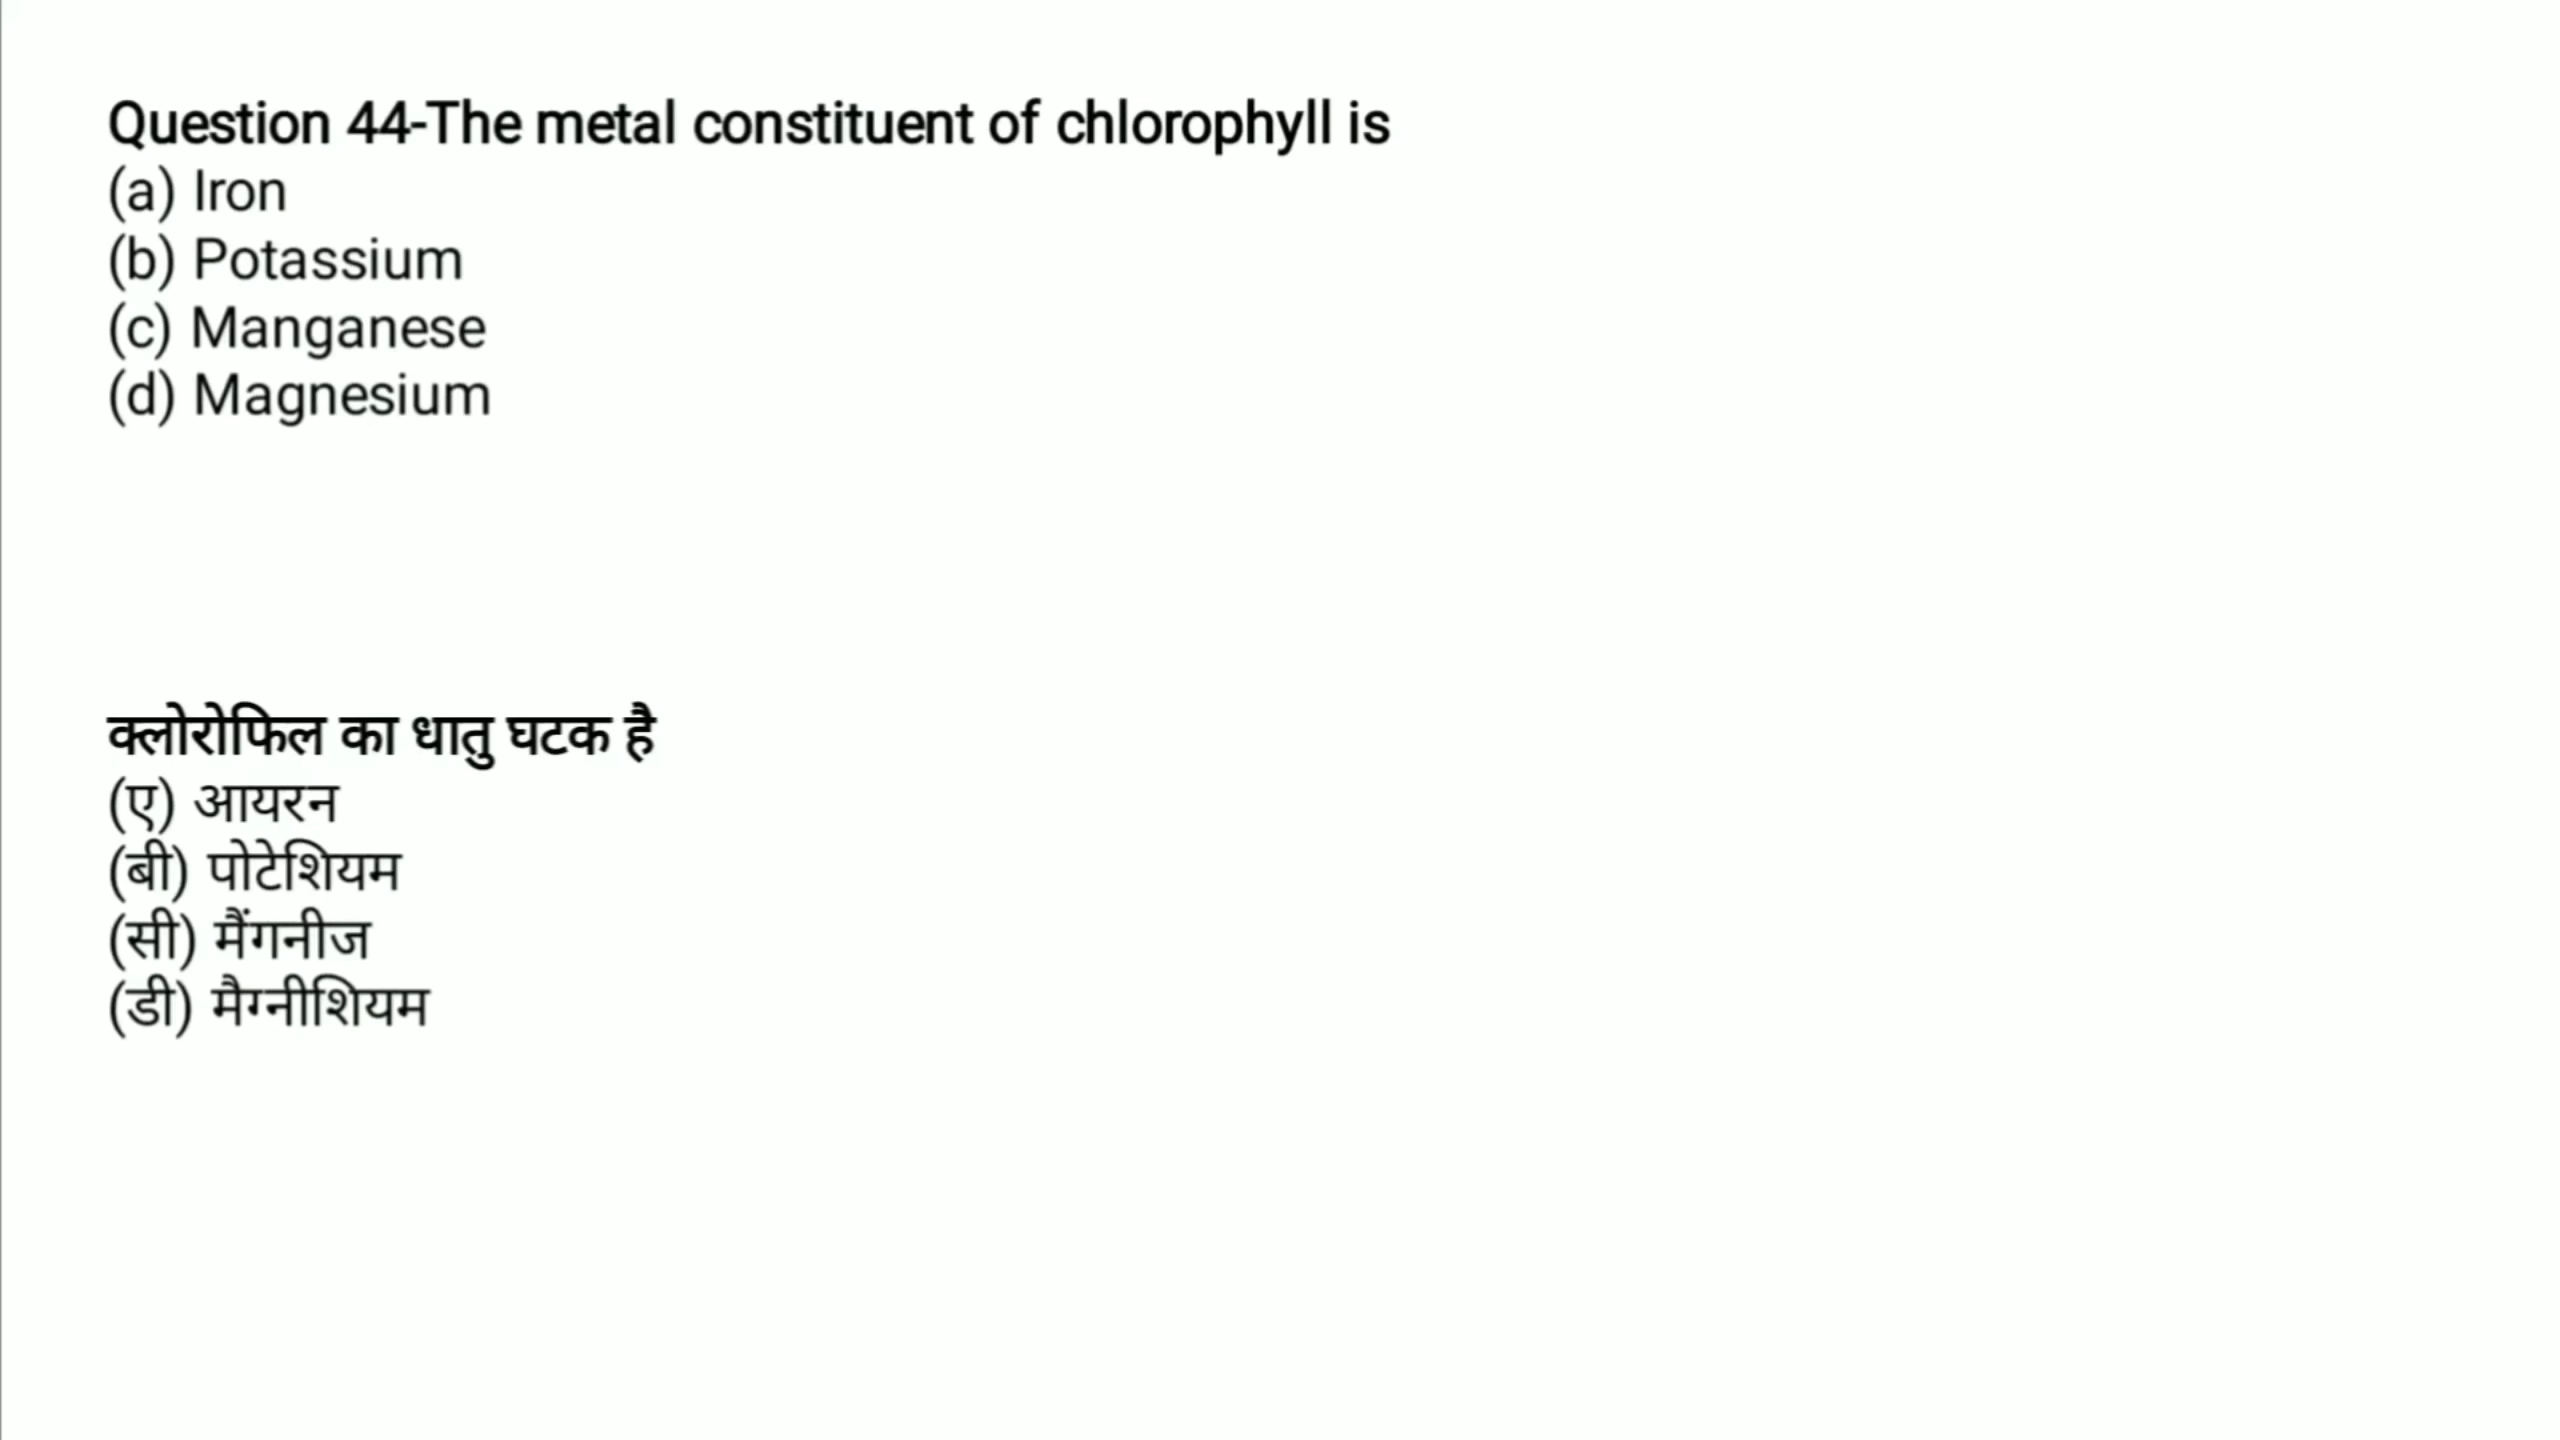 Question 44-The metal constituent of chlorophyll is
(a) Iron
(b) Potassium
(c) Manganese
(d) Magnesium
क्लोरोफिल का धातु घटक है
(ए) आयरन
(बी) पोटेशियम
(सी) मैंगनीज
(डी) मैग्नीशियम